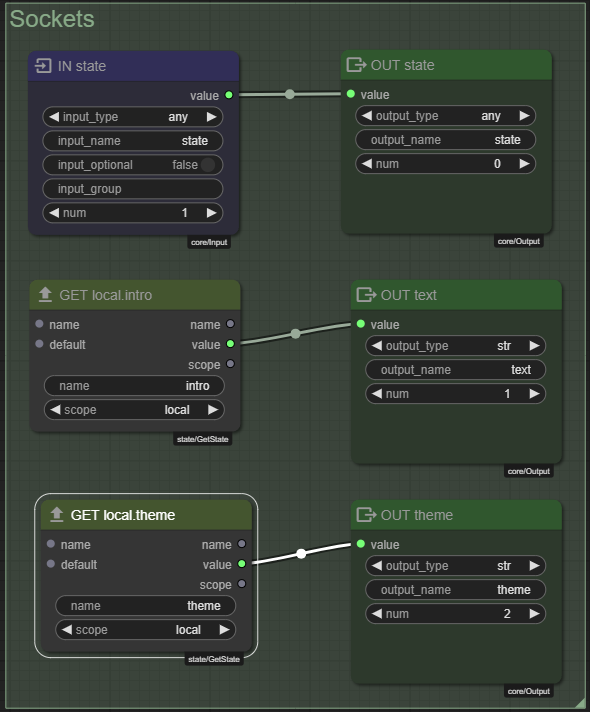 Sockets
IN state
value
input_type any
input_name state
input_optional false
input_group
num 1
core/Input
OUT state
value
output_type any
output_name state
num 0
core/Output
GET local.intro
name name
default value
scope
name intro
scope local
state/GetState
OUT text
value
output_type str
output_name text
num 1
core/Output
GET local.theme
name name
default value
scope
name theme
scope local
state/GetState
OUT theme
value
output_type str
output_name theme
num 2
core/Output